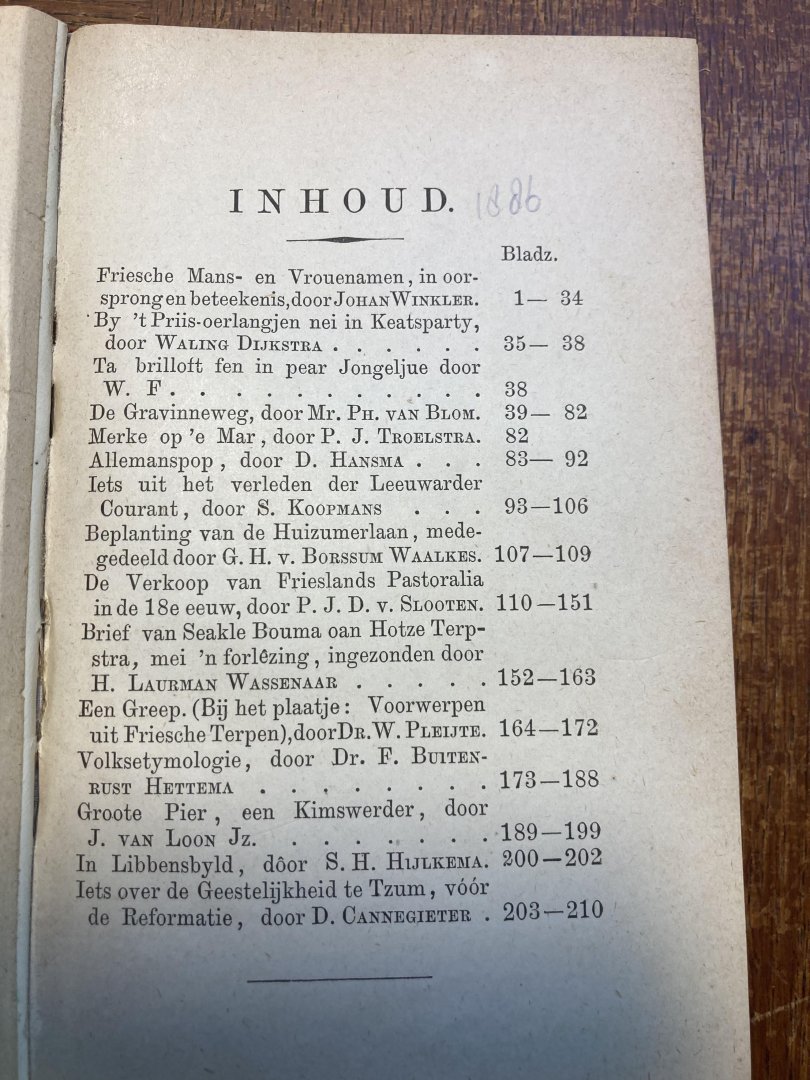 INHOUD. 1886
Bladz.
Friesche Mans- en Vrouenamen, in oor-
sprong en beteekenis, door JOHAN WINKLER. 1— 34
By 't Priis-oerlangjen nei in Keatsparty,
door WALING DIJKSTRA . . . . . . 35— 38
Ta brilloft fen in pear Jongeljue door
W. F. . . . . . . . . . . . 38
De Gravinneweg, door Mr. PH. VAN BLOM. 39— 82
Merke op 'e Mar, door P. J. TROELSTRA. 82
Allemanspop, door D. HANSMA . . . 83— 92
Iets uit het verleden der Leeuwarder
Courant, door S. KOOPMANS . . . 93—106
Beplanting van de Huizumerlaan, mede-
gedeeld door G. H. v. BORSSUM WAALKES. 107—109
De Verkoop van Frieslands Pastoralia
in de 18e eeuw, door P. J. D. v. SLOOTEN. 110—151
Brief van Seakle Bouma oan Hotze Terp-
stra, mei 'n forlêzing, ingezonden door
H. LAURMAN WASSENAAR . . . . . 152—163
Een Greep. (Bij het plaatje: Voorwerpen
uit Friesche Terpen), door DR. W. PLEIJTE. 164—172
Volksetymologie, door Dr. F. BUITEN-
RUST HETTEMA . . . . . . . . 173—188
Groote Pier, een Kimswerder, door
J. VAN LOON Jz. . . . . . . . 189—199
In Libbensbyld, dôor S. H. HIJLKEMA. 200—202
Iets over de Geestelijkheid te Tzum, vóór
de Reformatie, door D. CANNEGIETER . 203—210